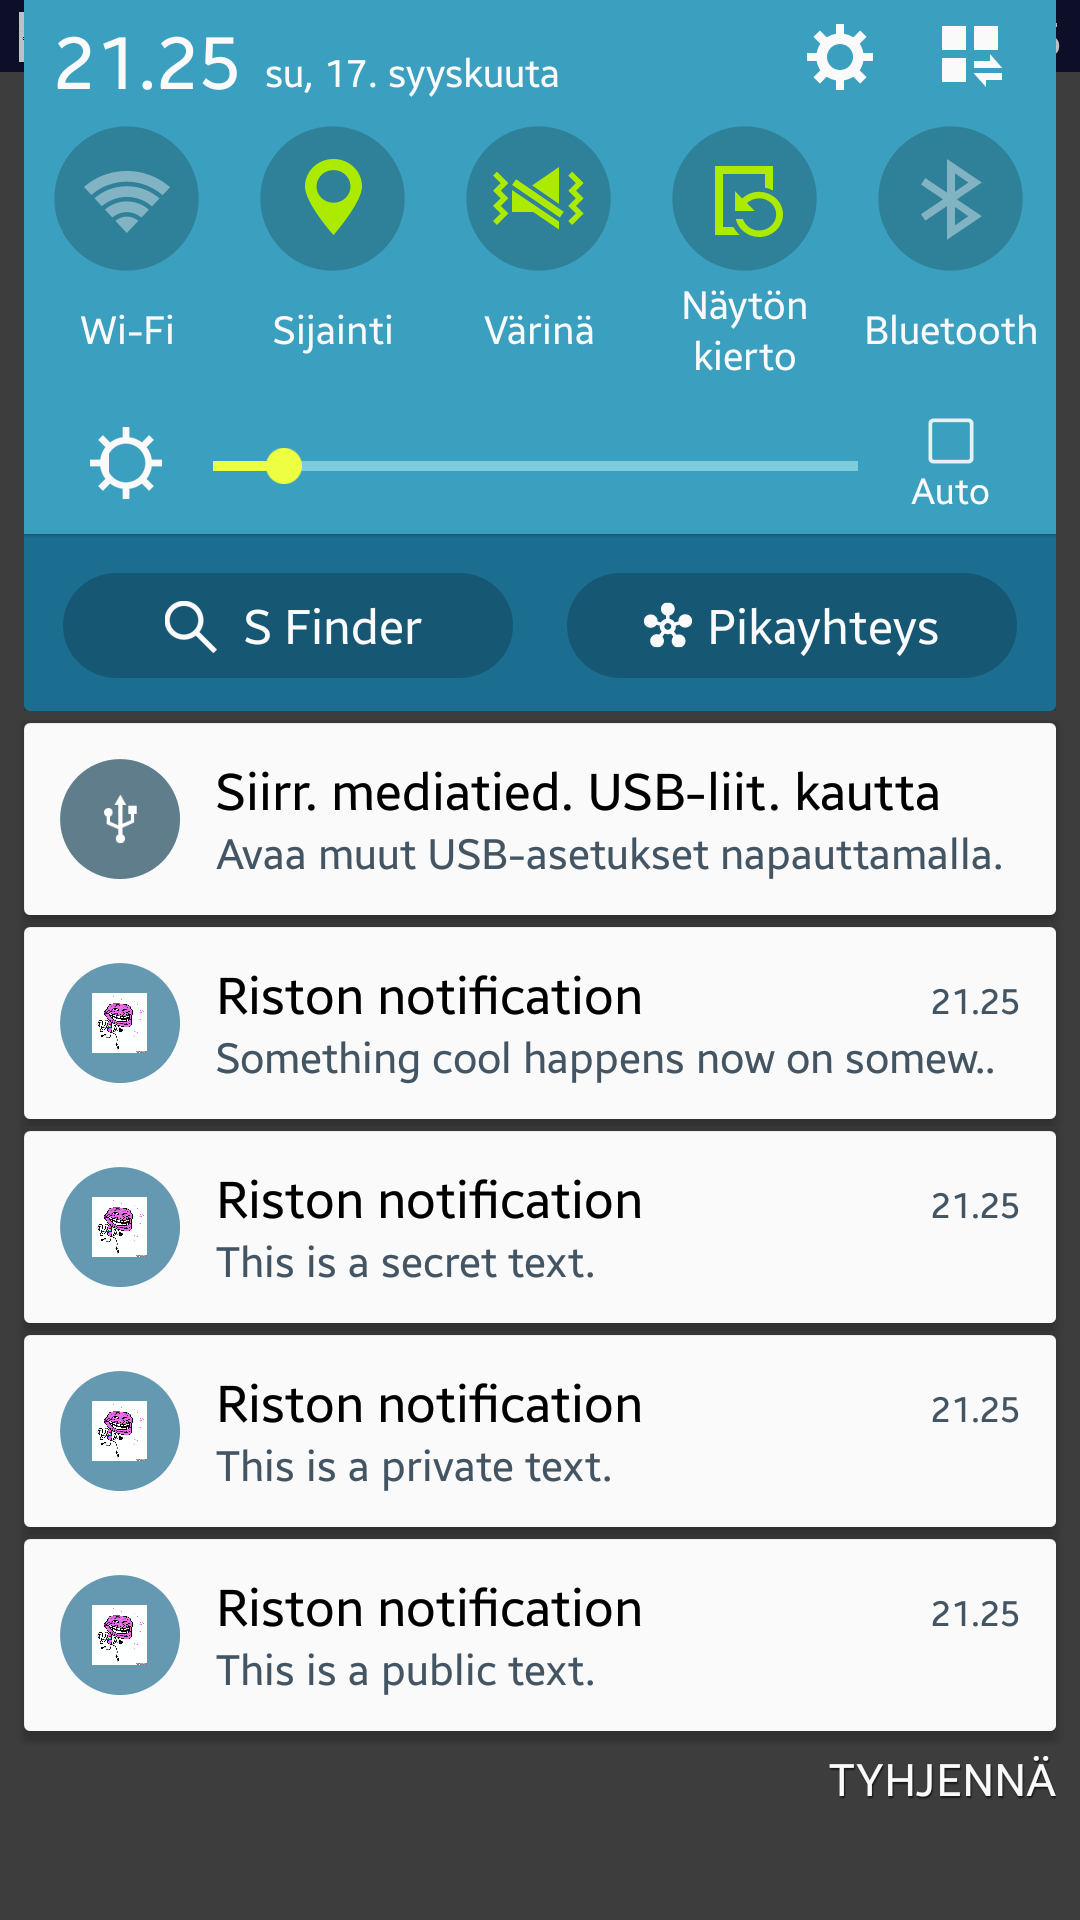 21.25 su, 17. syyskuuta
Wi-Fi
Sijainti
Värinä
Näytön
kierto
Bluetooth
Auto
S Finder
Pikayhteys
Siirr. mediatied. USB-liit. kautta
Avaa muut USB-asetukset napauttamalla.
Riston notification 21.25
Something cool happens now on somew..
Riston notification 21.25
This is a secret text.
Riston notification 21.25
This is a private text.
Riston notification 21.25
This is a public text.
TYHJENNÄ